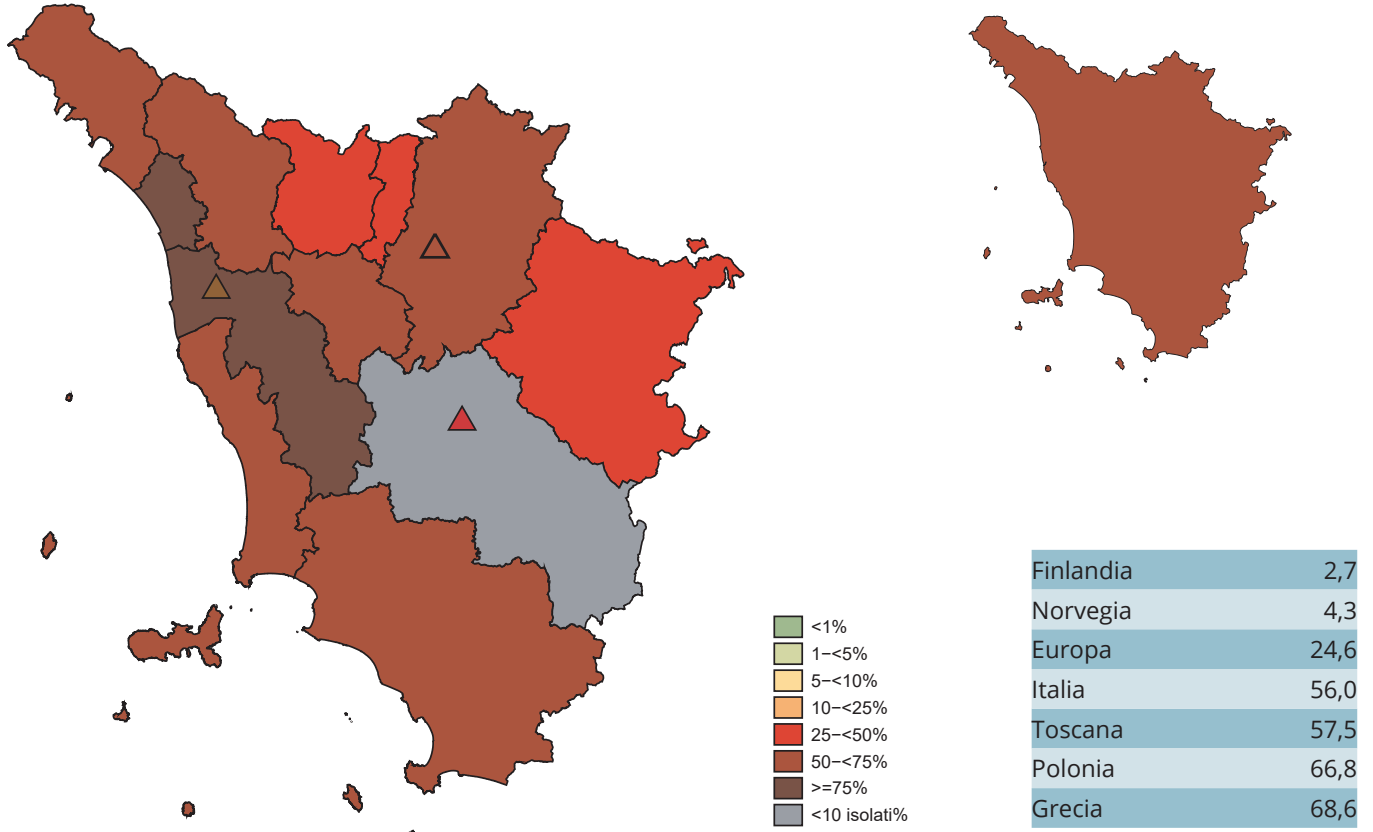 <1%
1−<5%
5−<10%
10−<25%
25−<50%
50−<75%
>=75%
<10 isolati%
Finlandia 2,7
Norvegia 4,3
Europa 24,6
Italia 56,0
Toscana 57,5
Polonia 66,8
Grecia 68,6